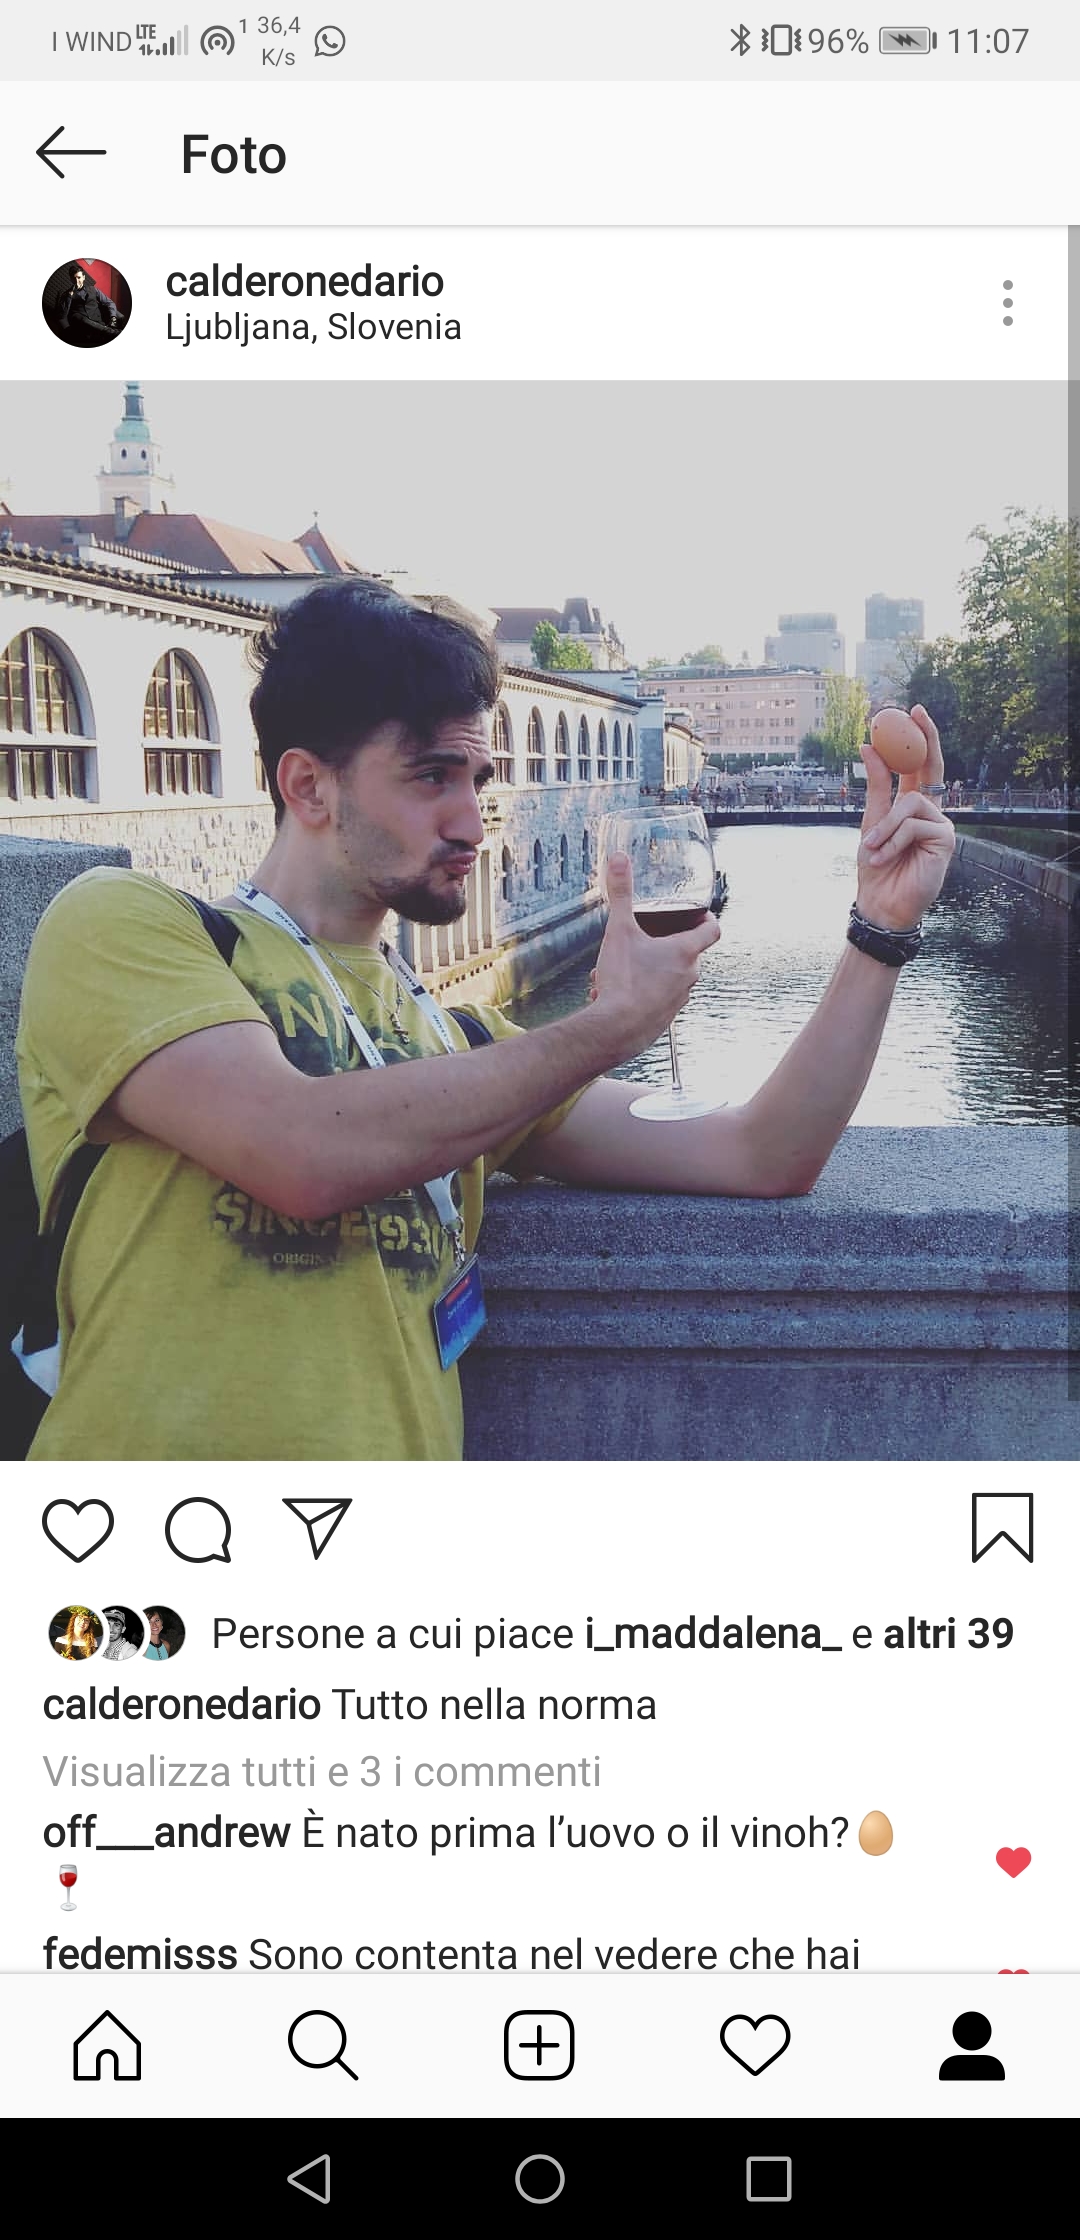 I WIND LTE 1 36,4 K/s 96% 11:07
Foto
calderonedario
Ljubljana, Slovenia
SINCE 930
ORIGIN
Persone a cui piace i_maddalena_ e altri 39
calderonedario Tutto nella norma
Visualizza tutti e 3 i commenti
off___andrew È nato prima l’uovo o il vinoh?🥚
🍷
fedemisss Sono contenta nel vedere che hai